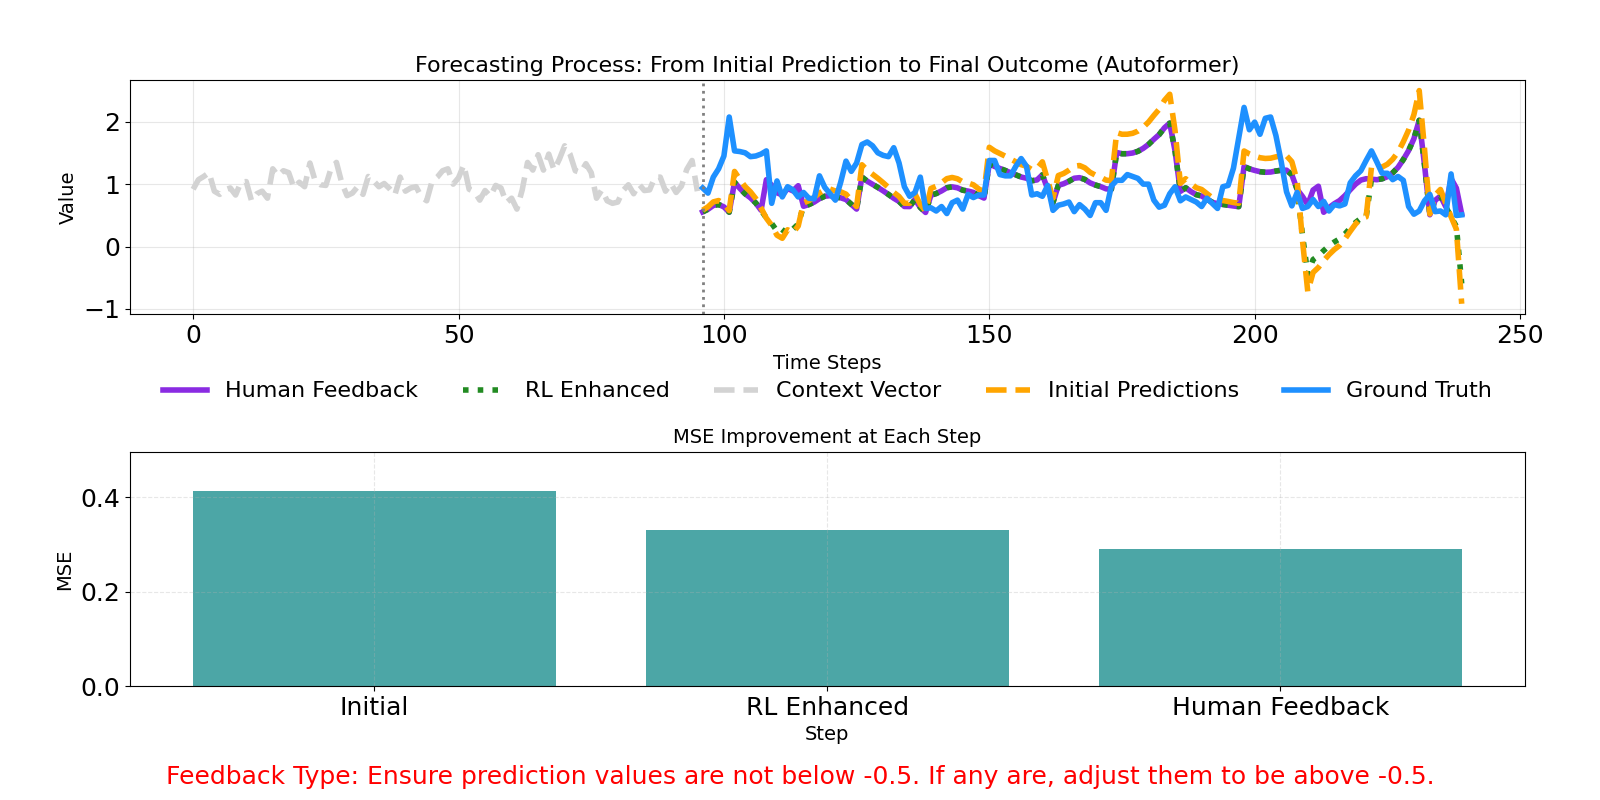 Forecasting Process: From Initial Prediction to Final Outcome (Autoformer)
Value
2
1
0
−1
0 50 100 150 200 250
Time Steps
Human Feedback RL Enhanced Context Vector Initial Predictions Ground Truth
MSE Improvement at Each Step
MSE
0.4
0.2
0.0
Initial RL Enhanced Human Feedback
Step
Feedback Type: Ensure prediction values are not below -0.5. If any are, adjust them to be above -0.5.